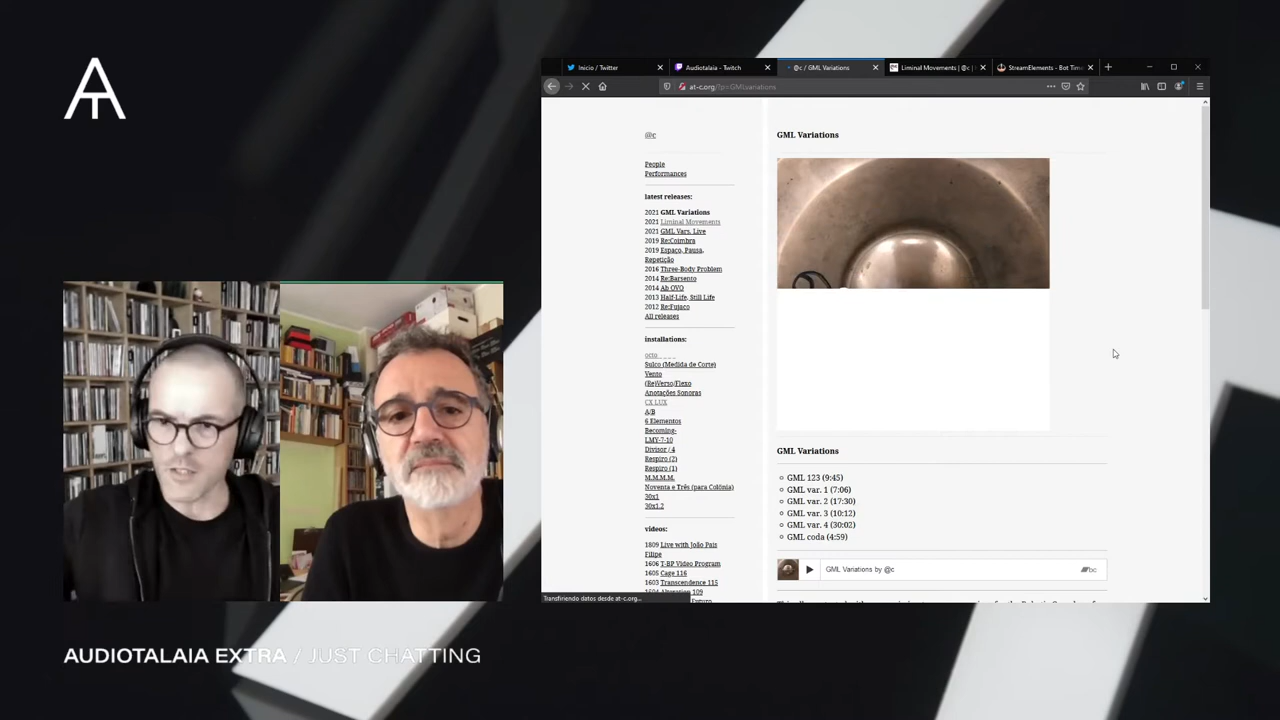 AT
Inicio / Twitter
Audiotalaia - Twitch
@c / GML Variations
Liminal Movements | @c |
StreamElements - Bot Time
at-c.org/?p=GMLvariations
@c
People
Performances
latest releases:
2021 GML Variations
2021 Liminal Movements
2021 GML Vars. Live
2019 Re:Coimbra
2019 Espaço, Pausa,
Repetição
2016 Three-Body Problem
2014 Re:Barsento
2014 Ab OVO
2013 Half-Life, Still Life
2012 Re:Fujaco
All releases
installations:
octo_ _ _ _
Sulco (Medida de Corte)
Vento
(Re)Verso/Flexo
Anotações Sonoras
CX LUX
A/B
6 Elementos
Becoming-
LMY-7-10
Divisor / 4
Respiro (2)
Respiro (1)
M.M.M.M.
Noventa e Três (para Colónia)
30x1
30x1.2
videos:
1809 Live with João Pais
Filipe
1606 T-BP Video Program
1605 Cage 116
1603 Transcendence 115
Transfiriendo datos desde at-c.org...
GML Variations
GML Variations
GML 123 (9:45)
GML var. 1 (7:06)
GML var. 2 (17:30)
GML var. 3 (10:12)
GML var. 4 (30:02)
GML coda (4:59)
GML Variations by @c
bc
AUDIOTALAIA EXTRA / JUST CHATTING